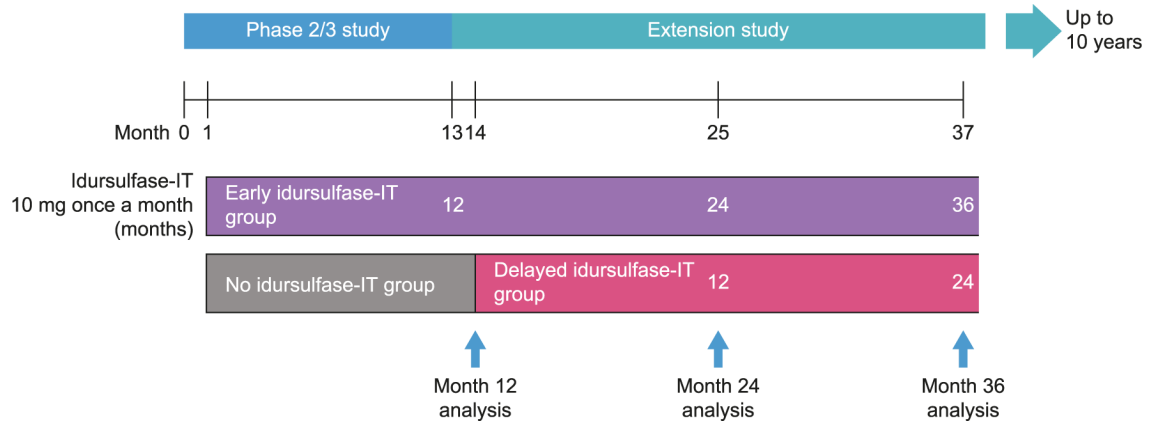 Phase 2/3 study
Extension study
Up to
10 years
Month 0 1 13 14 25 37
Idursulfase-IT
10 mg once a month
(months)
Early idursulfase-IT
group
12 24 36
No idursulfase-IT group
Delayed idursulfase-IT
group
12 24
Month 12
analysis
Month 24
analysis
Month 36
analysis